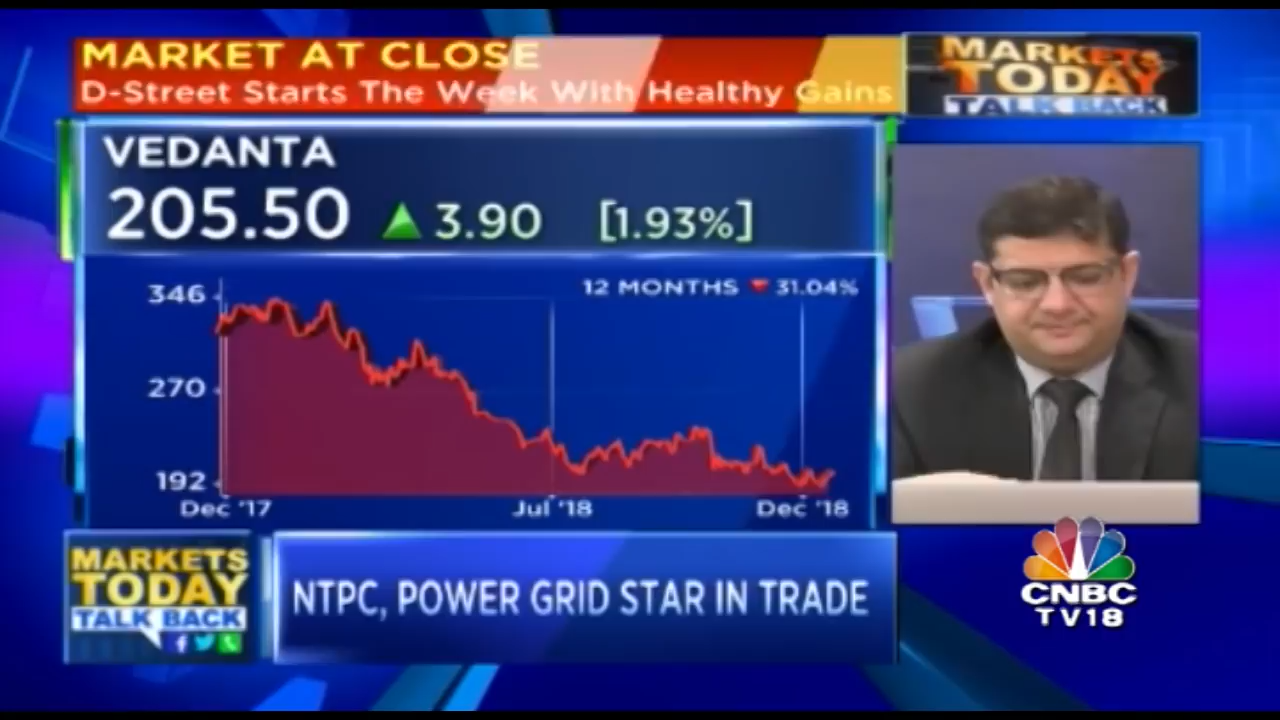 MARKET AT CLOSE
D-Street Starts The Week With Healthy Gains
MARKETS
TODAY
TALK BACK
VEDANTA
205.50 ▲ 3.90 [1.93%]
12 MONTHS ▼ 31.04%
346
270
192
Dec '17 Jul '18 Dec '18
MARKETS
TODAY
TALK BACK
NTPC, POWER GRID STAR IN TRADE
CNBC
TV18